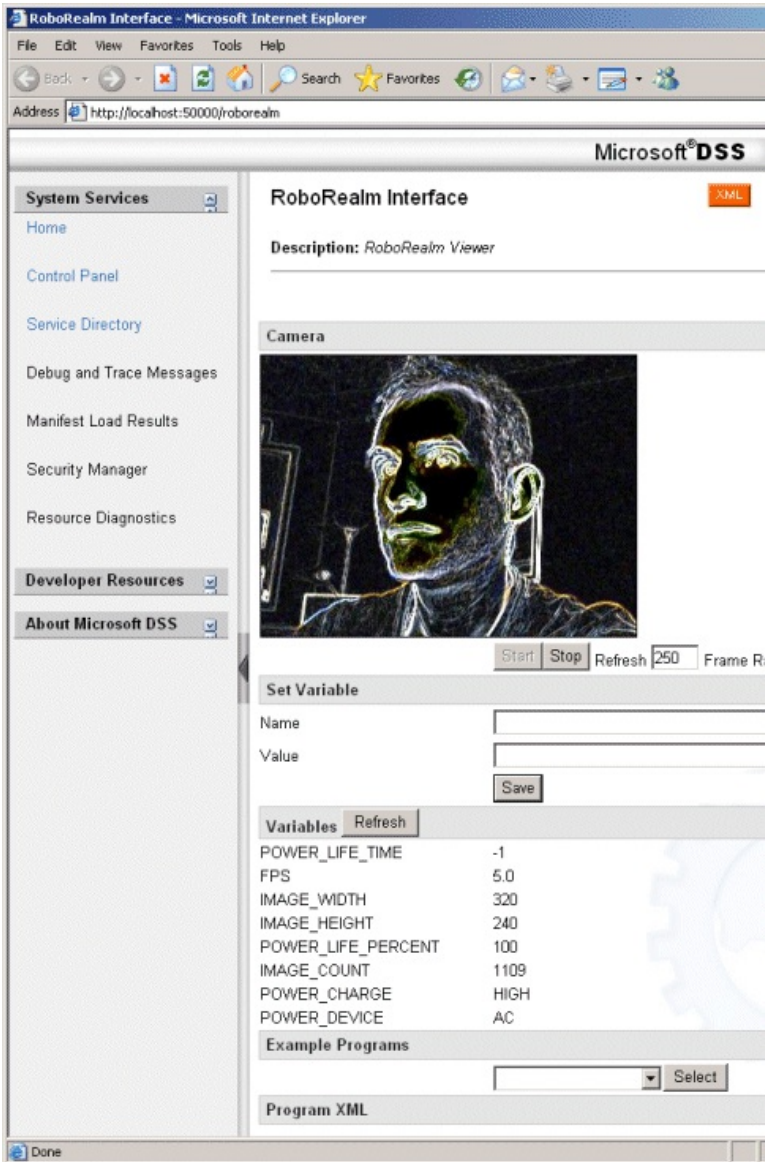 RoboRealm Interface - Microsoft Internet Explorer
File Edit View Favorites Tools Help
Back Search Favorites
Address http://localhost:50000/roborealm
Microsoft®DSS
System Services
Home
Control Panel
Service Directory
Debug and Trace Messages
Manifest Load Results
Security Manager
Resource Diagnostics
Developer Resources
About Microsoft DSS
RoboRealm Interface XML
Description: RoboRealm Viewer
Camera
Start Stop Refresh 250 Frame Ra
Set Variable
Name
Value
Save
Variables Refresh
POWER_LIFE_TIME -1
FPS 5.0
IMAGE_WIDTH 320
IMAGE_HEIGHT 240
POWER_LIFE_PERCENT 100
IMAGE_COUNT 1109
POWER_CHARGE HIGH
POWER_DEVICE AC
Example Programs
Select
Program XML
Done